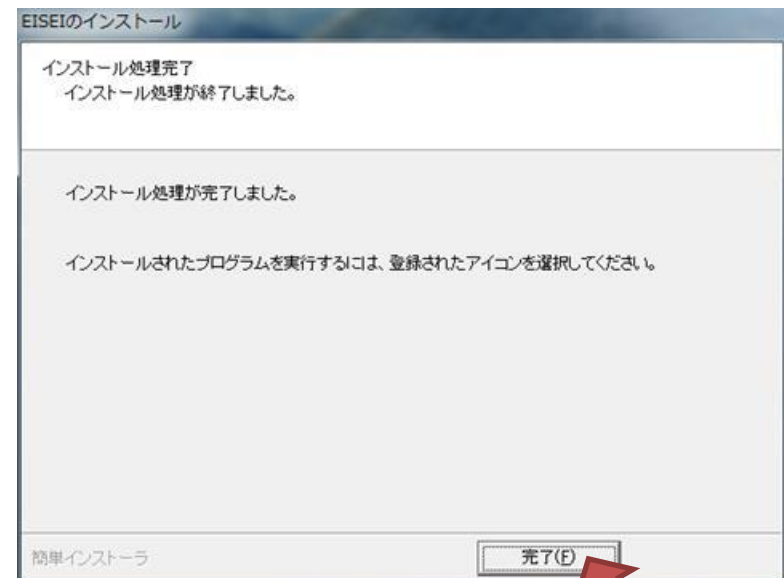 EISEIのインストール
インストール処理完了
インストール処理が終了しました。
インストール処理が完了しました。
インストールされたプログラムを実行するには、登録されたアイコンを選択してください。
簡単インストーラ
完了(F)